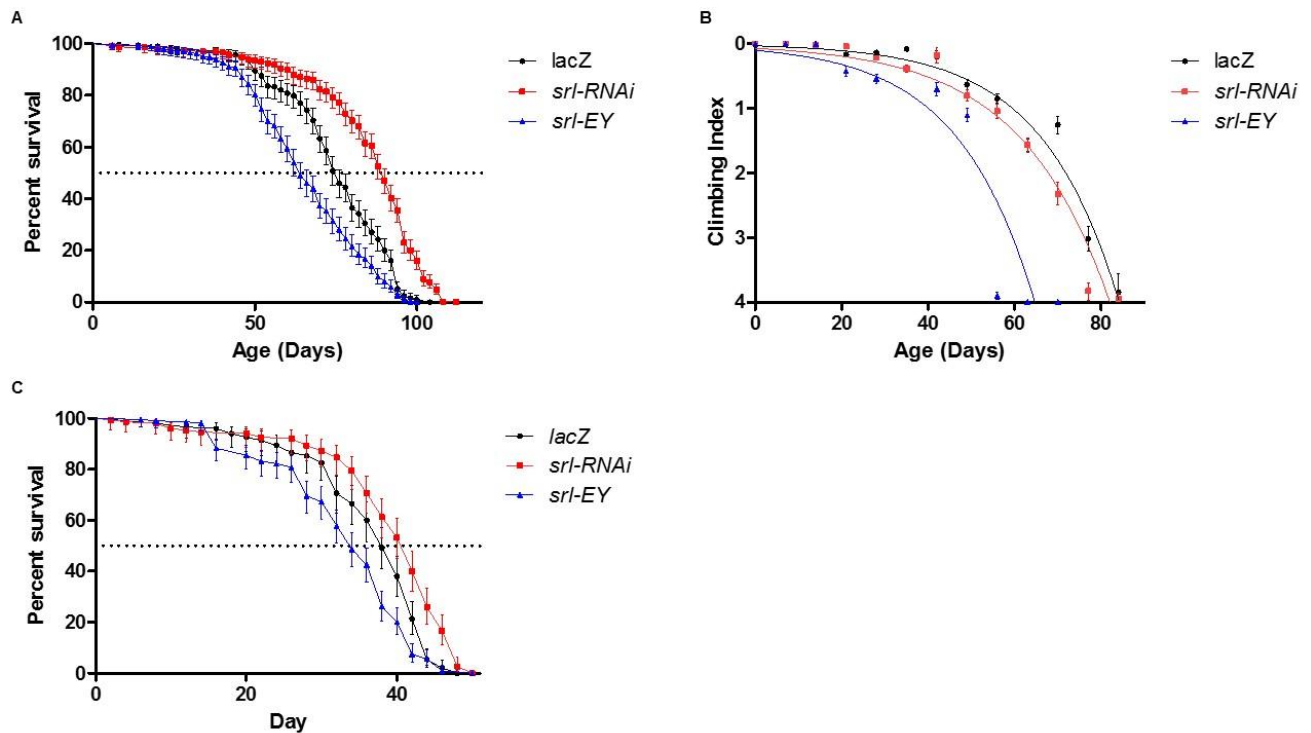 A
100
80
60
40
20
0
Percent survival
0
50
100
Age (Days)
lacZ
srl-RNAi
srl-EY
B
0
1
2
3
4
Climbing Index
0
20
40
60
80
Age (Days)
lacZ
srl-RNAi
srl-EY
C
100
80
60
40
20
0
Percent survival
0
20
40
Day
lacZ
srl-RNAi
srl-EY